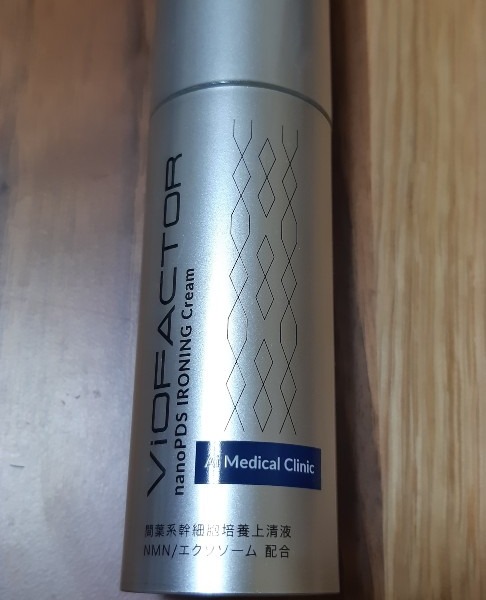 ViOFACTOR
nanoPDS IRONING Cream
Ai Medical Clinic
間葉系幹細胞培養上清液
NMN/エクソソーム 配合